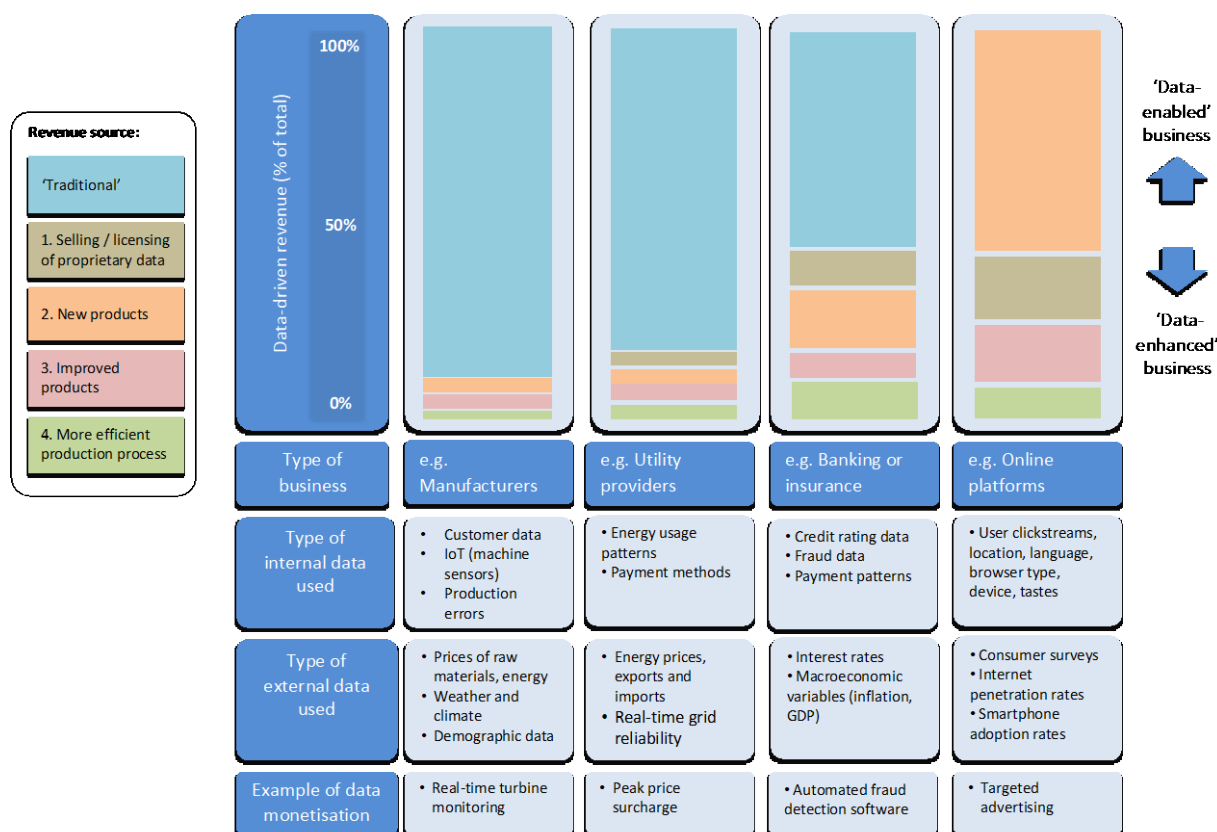 Revenue source:
‘Traditional’
1. Selling / licensing
of proprietary data
2. New products
3. Improved
products
4. More efficient
production process
Data-driven revenue (% of total)
100%
50%
0%
‘Data-
enabled’
business
‘Data-
enhanced’
business
Type of
business
e.g.
Manufacturers
e.g. Utility
providers
e.g. Banking or
insurance
e.g. Online
platforms
Type of
internal data
used
• Customer data
• IoT (machine
sensors)
• Production
errors
• Energy usage
patterns
• Payment methods
• Credit rating data
• Fraud data
• Payment patterns
• User clickstreams,
location, language,
browser type,
device, tastes
Type of
external data
used
• Prices of raw
materials, energy
• Weather and
climate
• Demographic data
• Energy prices,
exports and
imports
• Real-time grid
reliability
• Interest rates
• Macroeconomic
variables (inflation,
GDP)
• Consumer surveys
• Internet
penetration rates
• Smartphone
adoption rates
Example of data
monetisation
• Real-time turbine
monitoring
• Peak price
surcharge
• Automated fraud
detection software
• Targeted
advertising